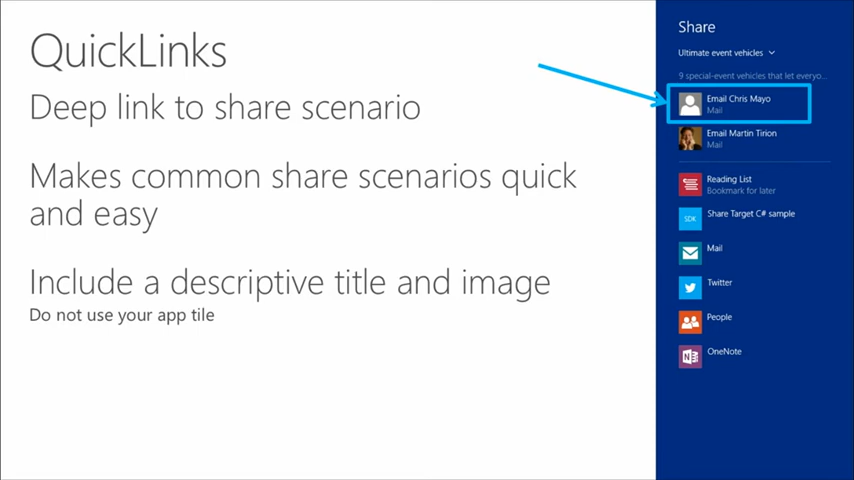 QuickLinks
Deep link to share scenario
Makes common share scenarios quick
and easy
Include a descriptive title and image
Do not use your app tile
Share
Ultimate event vehicles
9 special-event vehicles that let everyo...
Email Chris Mayo
Mail
Email Martin Tirion
Mail
Reading List
Bookmark for later
SDK
Share Target C# sample
Mail
Twitter
People
OneNote